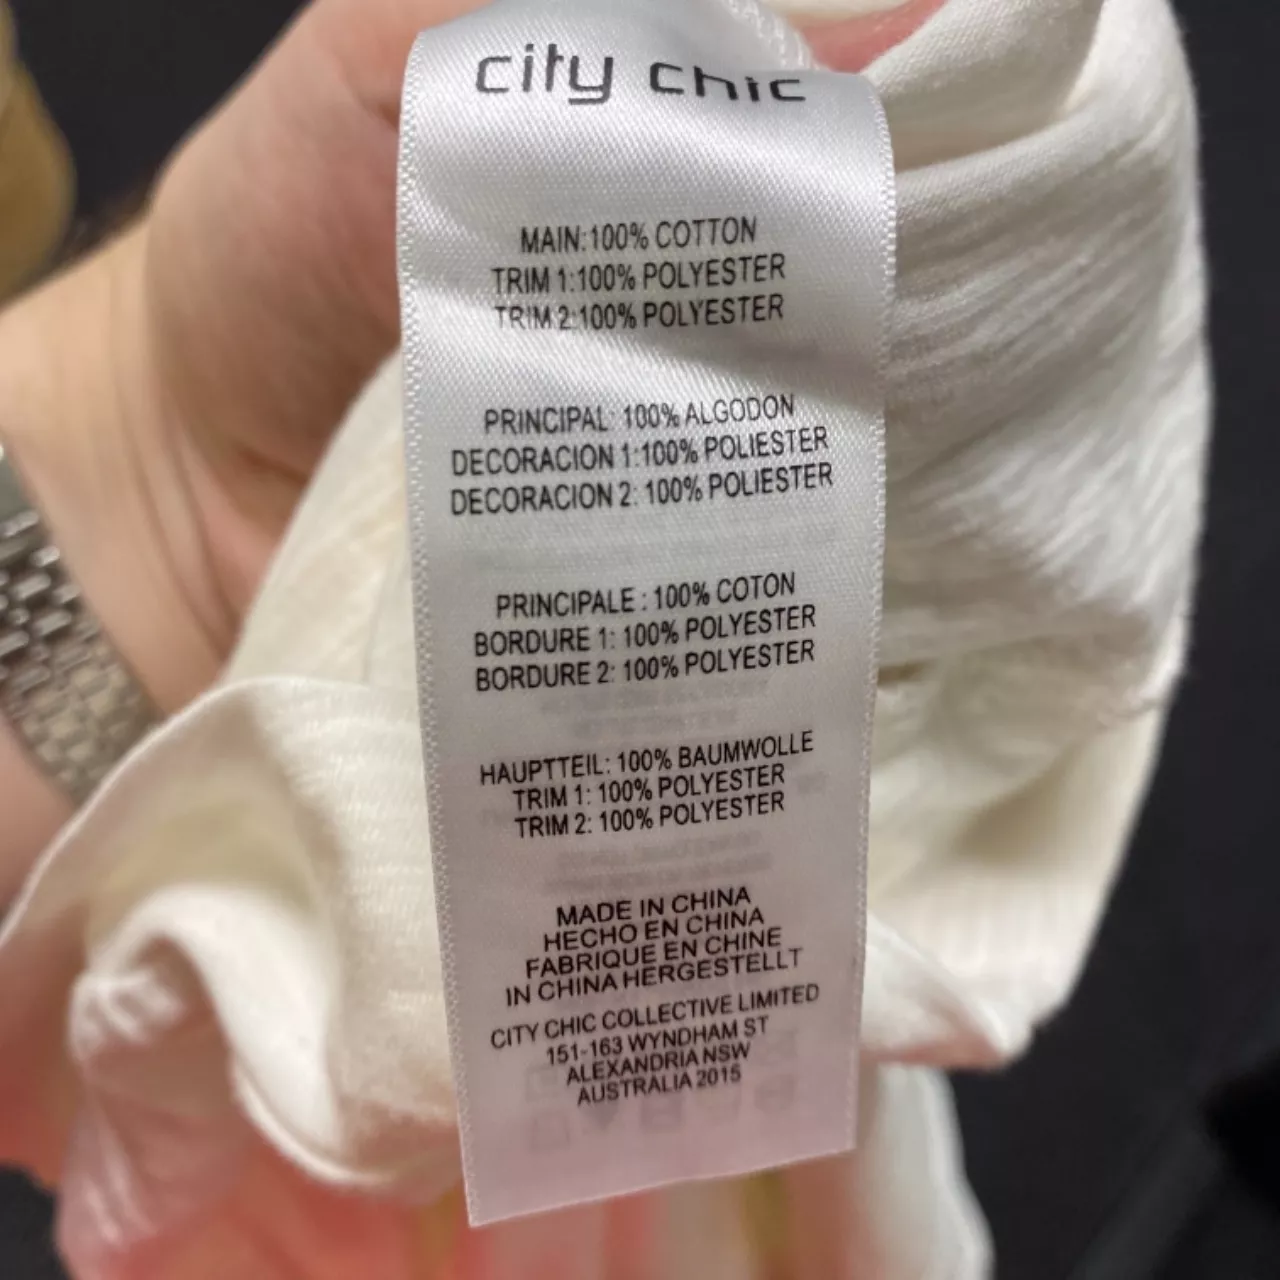 city chic
MAIN:100% COTTON
TRIM 1:100% POLYESTER
TRIM 2:100% POLYESTER
PRINCIPAL: 100% ALGODON
DECORACION 1:100% POLIESTER
DECORACION 2: 100% POLIESTER
PRINCIPALE : 100% COTON
BORDURE 1: 100% POLYESTER
BORDURE 2: 100% POLYESTER
HAUPTTEIL: 100% BAUMWOLLE
TRIM 1: 100% POLYESTER
TRIM 2: 100% POLYESTER
MADE IN CHINA
HECHO EN CHINA
FABRIQUE EN CHINE
IN CHINA HERGESTELLT
CITY CHIC COLLECTIVE LIMITED
151-163 WYNDHAM ST
ALEXANDRIA NSW
AUSTRALIA 2015